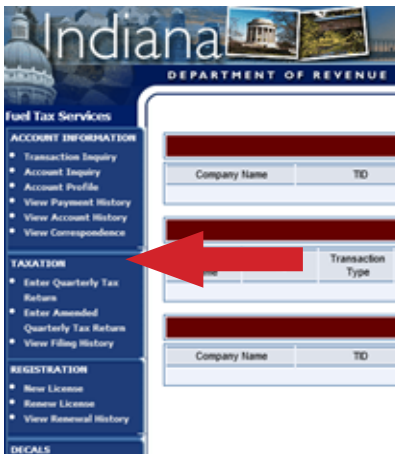 Indiana
DEPARTMENT OF REVENUE
Fuel Tax Services
ACCOUNT INFORMATION
Transaction Inquiry
Account Inquiry
Account Profile
View Payment History
View Account History
View Correspondence
TAXATION
Enter Quarterly Tax
Return
Enter Amended
Quarterly Tax Return
View Filing History
REGISTRATION
New License
Renew License
View Renewal History
DECALS
Company Name TID
Transaction
Type
Company Name TID